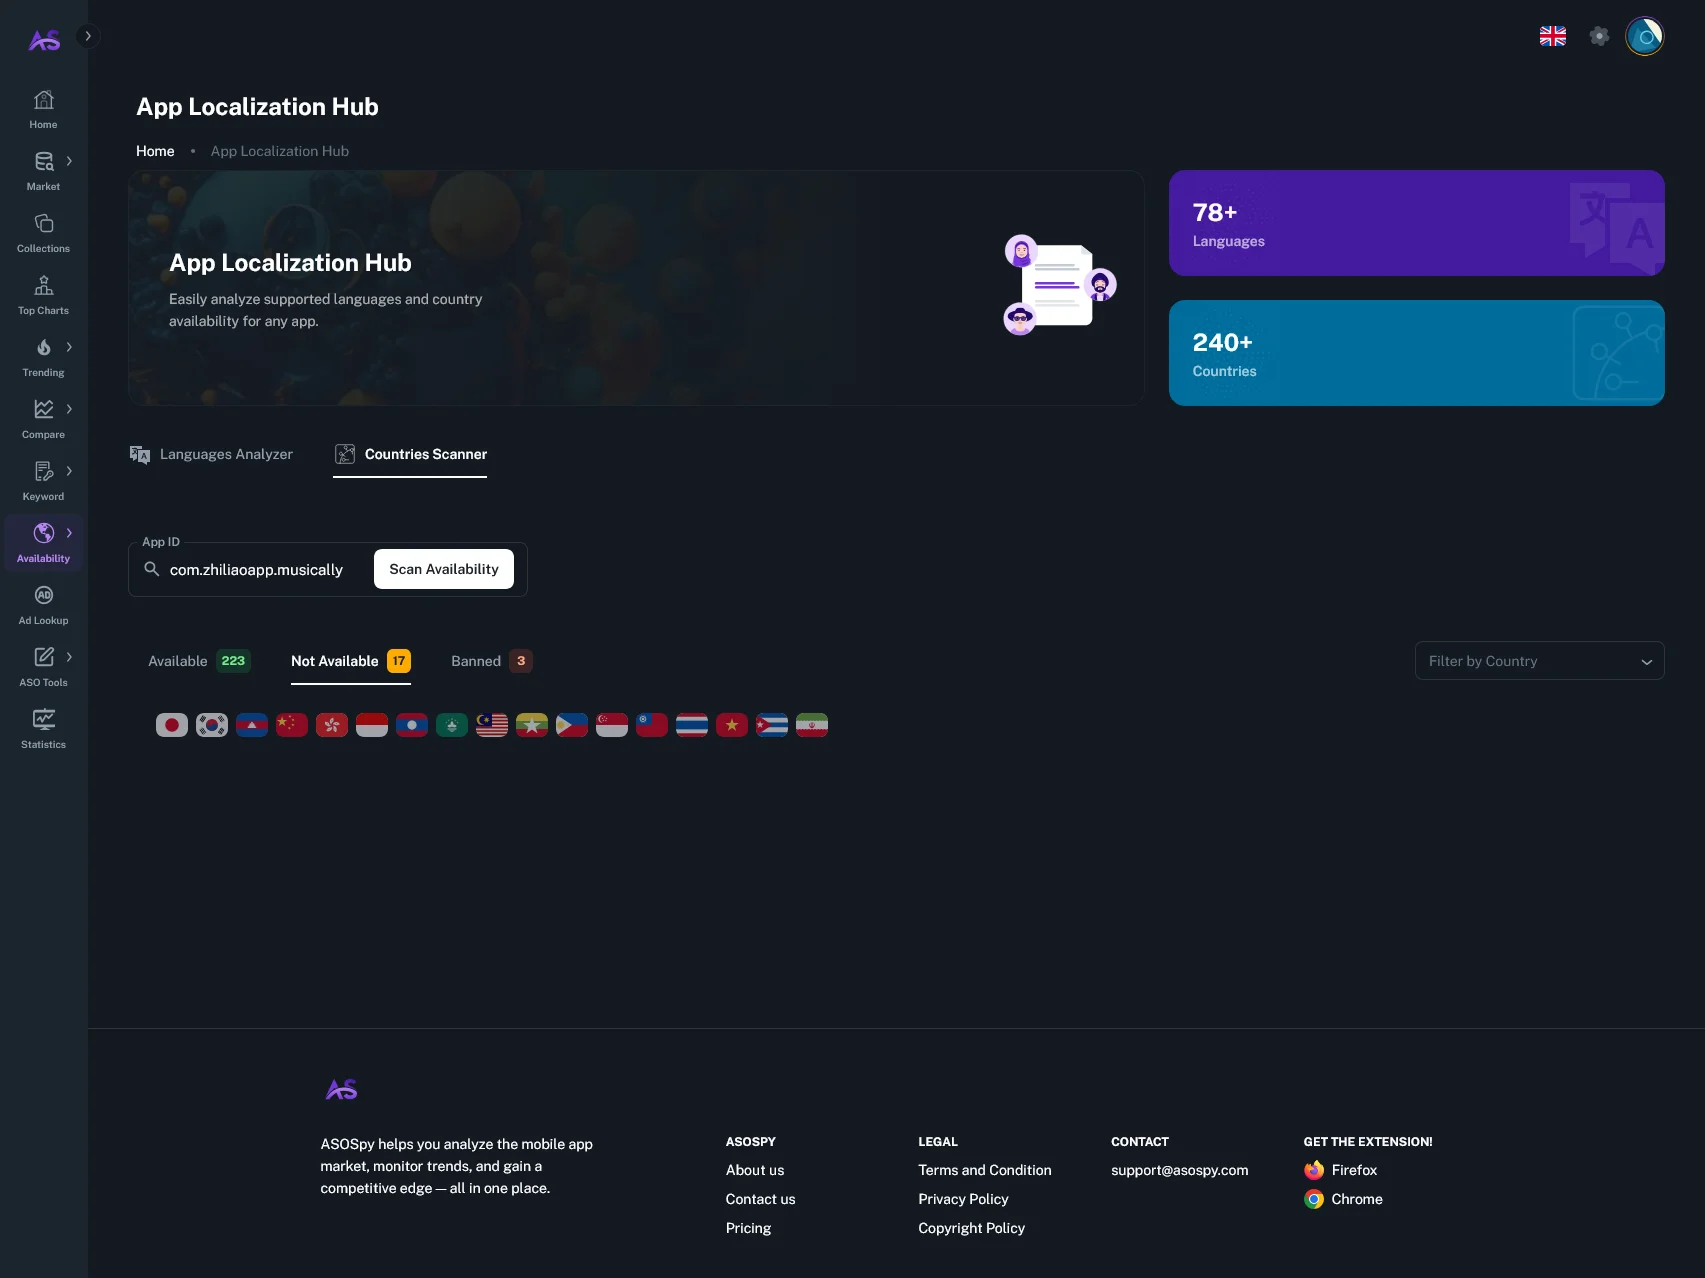 AS
Home
Market
Collections
Top Charts
Trending
Compare
Keyword
Availability
AD
Ad Lookup
ASO Tools
Statistics
App Localization Hub
Home • App Localization Hub
App Localization Hub
Easily analyze supported languages and country
availability for any app.
78+
Languages
文 A
240+
Countries
Languages Analyzer
Countries Scanner
App ID
com.zhiliaoapp.musically
Scan Availability
Available 223
Not Available 17
Banned 3
Filter by Country
AS
ASOSpy helps you analyze the mobile app
market, monitor trends, and gain a
competitive edge — all in one place.
ASOSPY
About us
Contact us
Pricing
LEGAL
Terms and Condition
Privacy Policy
Copyright Policy
CONTACT
support@asospy.com
GET THE EXTENSION!
Firefox
Chrome